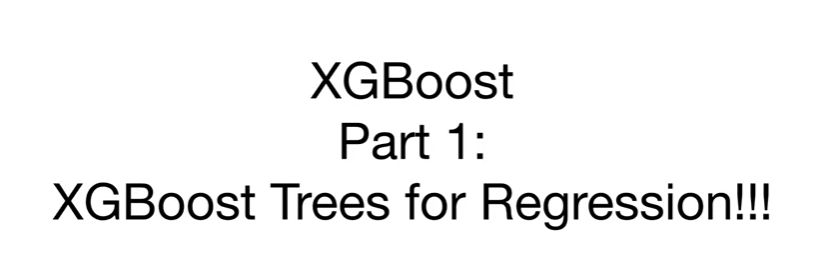 XGBoost
Part 1:
XGBoost Trees for Regression!!!